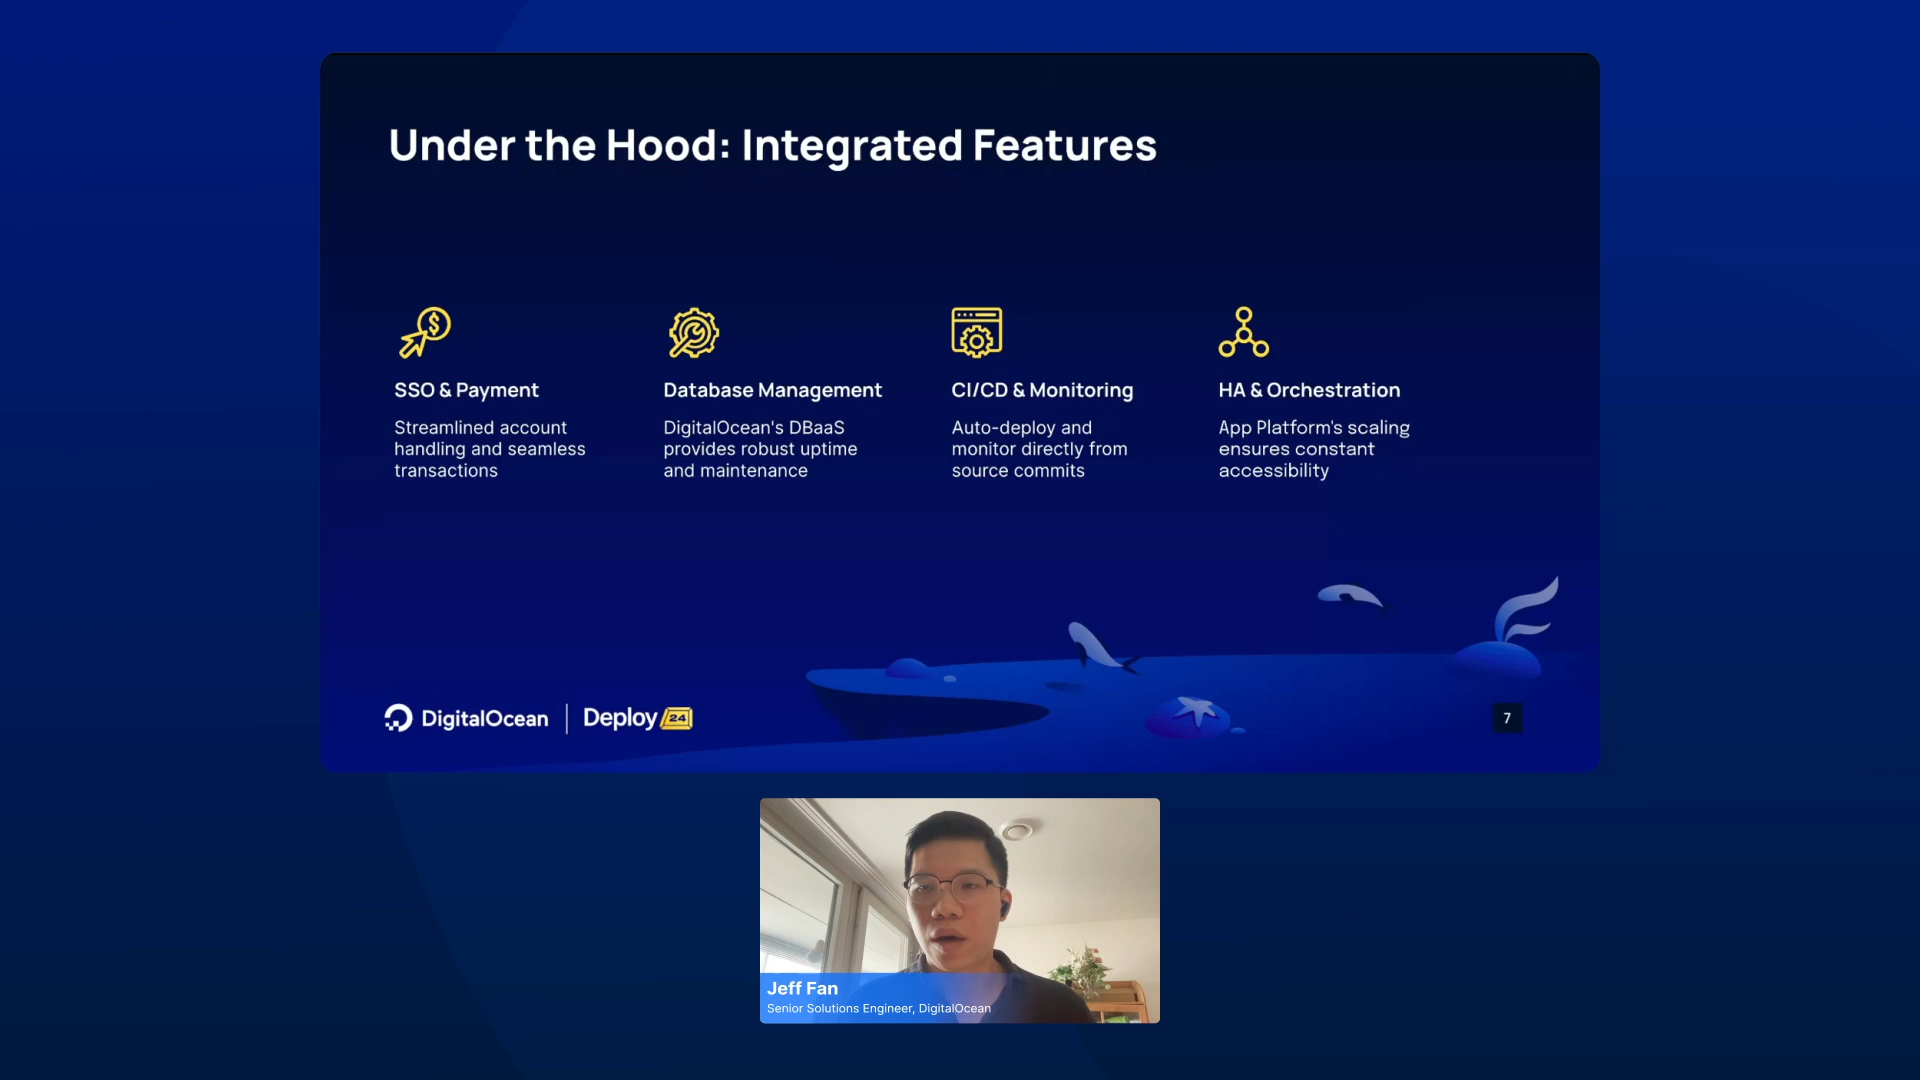 Under the Hood: Integrated Features
SSO & Payment
Streamlined account
handling and seamless
transactions
Database Management
DigitalOcean's DBaaS
provides robust uptime
and maintenance
CI/CD & Monitoring
Auto-deploy and
monitor directly from
source commits
HA & Orchestration
App Platform's scaling
ensures constant
accessibility
DigitalOcean | Deploy 24
7
Jeff Fan
Senior Solutions Engineer, DigitalOcean